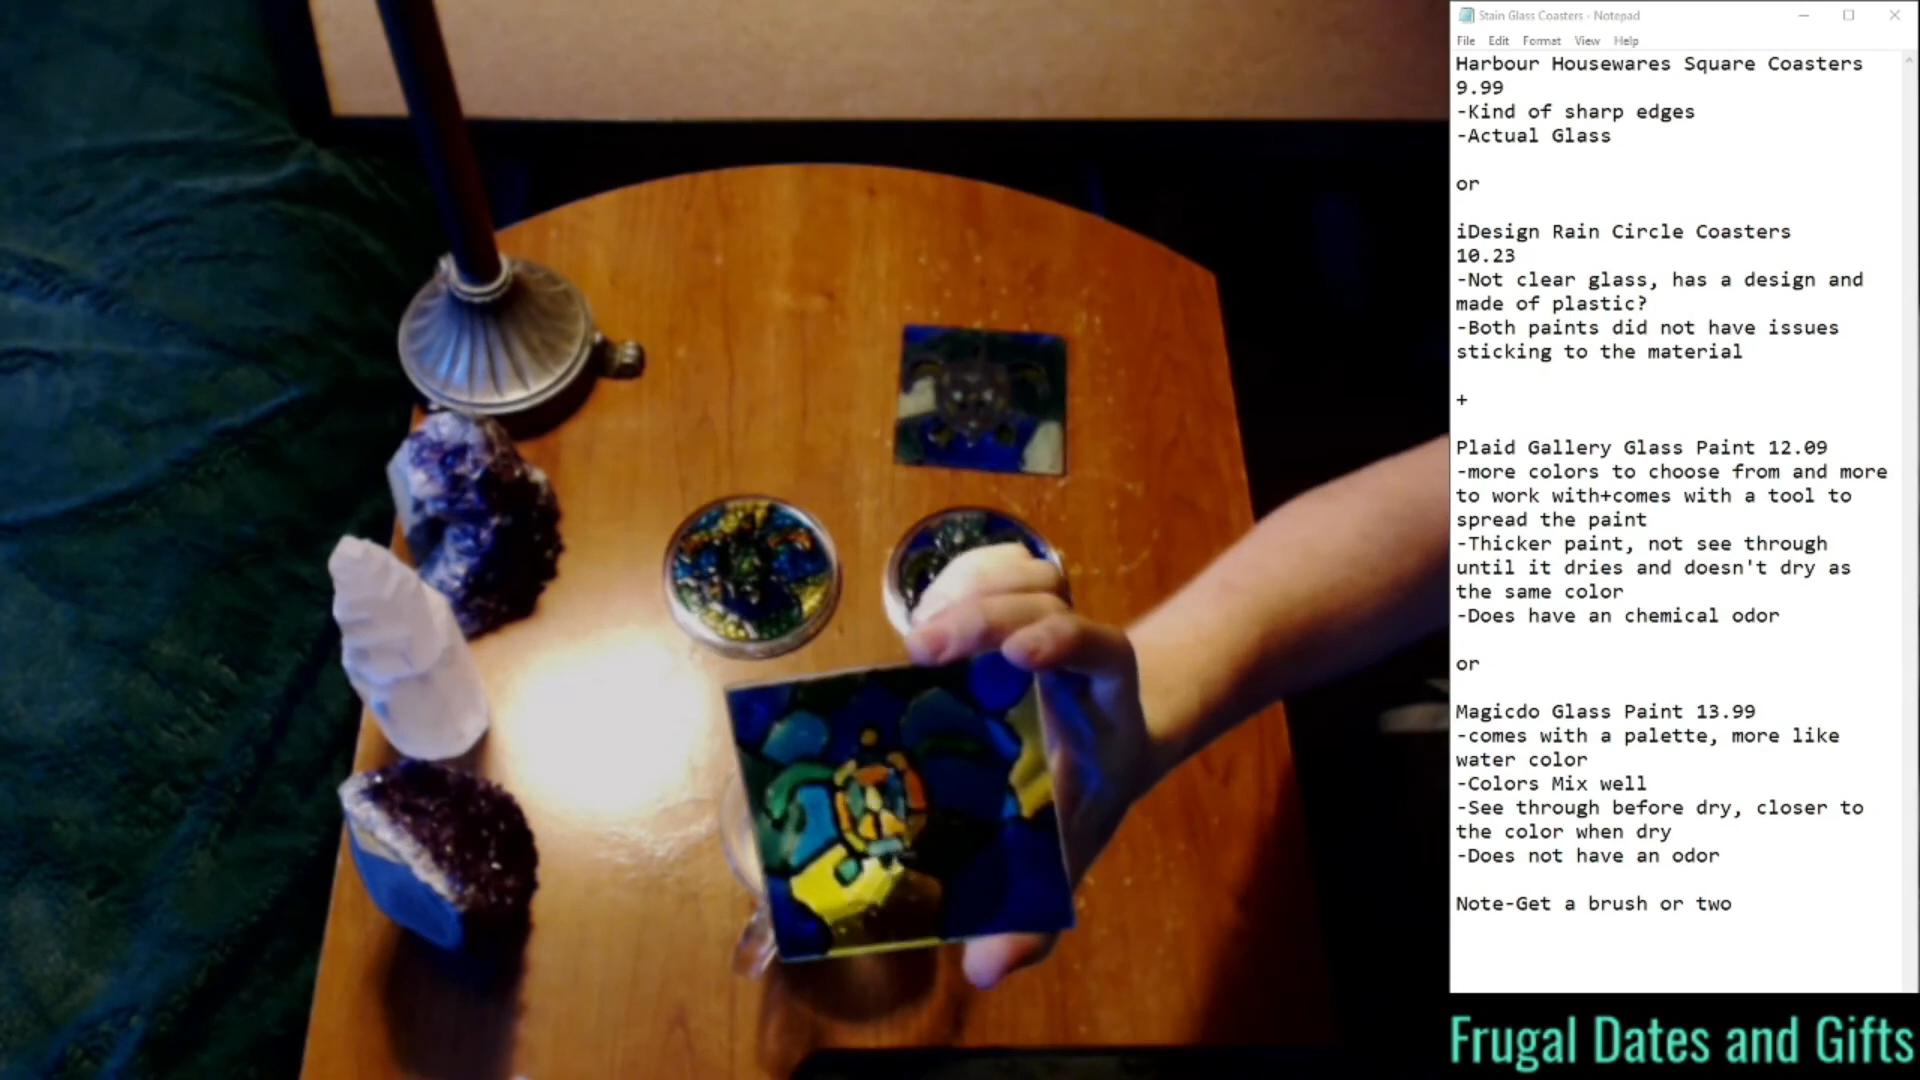 Stain Glass Coasters - Notepad
File Edit Format View Help
Harbour Housewares Square Coasters
9.99
-Kind of sharp edges
-Actual Glass
or
iDesign Rain Circle Coasters
10.23
-Not clear glass, has a design and
made of plastic?
-Both paints did not have issues
sticking to the material
+
Plaid Gallery Glass Paint 12.09
-more colors to choose from and more
to work with+comes with a tool to
spread the paint
-Thicker paint, not see through
until it dries and doesn't dry as
the same color
-Does have an chemical odor
or
Magicdo Glass Paint 13.99
-comes with a palette, more like
water color
-Colors Mix well
-See through before dry, closer to
the color when dry
-Does not have an odor
Note-Get a brush or two
Frugal Dates and Gifts